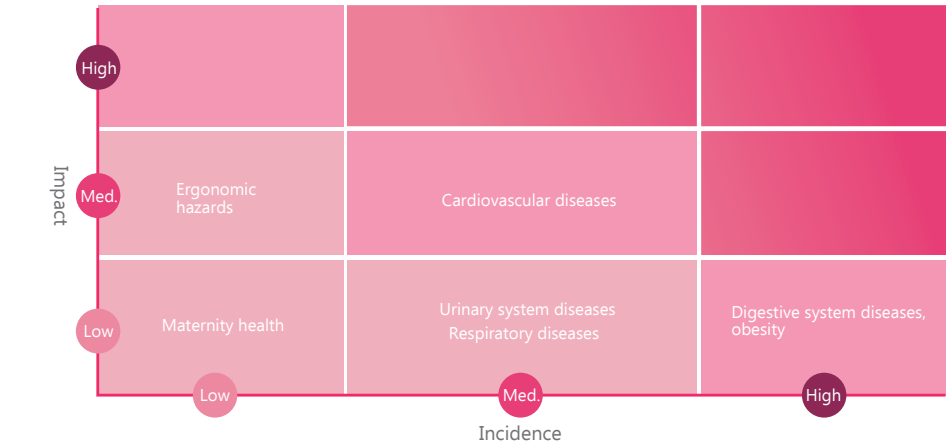 High
Impact
Med.
Ergonomic
hazards
Cardiovascular diseases
Low
Maternity health
Urinary system diseases
Respiratory diseases
Digestive system diseases,
obesity
Low
Med.
High
Incidence